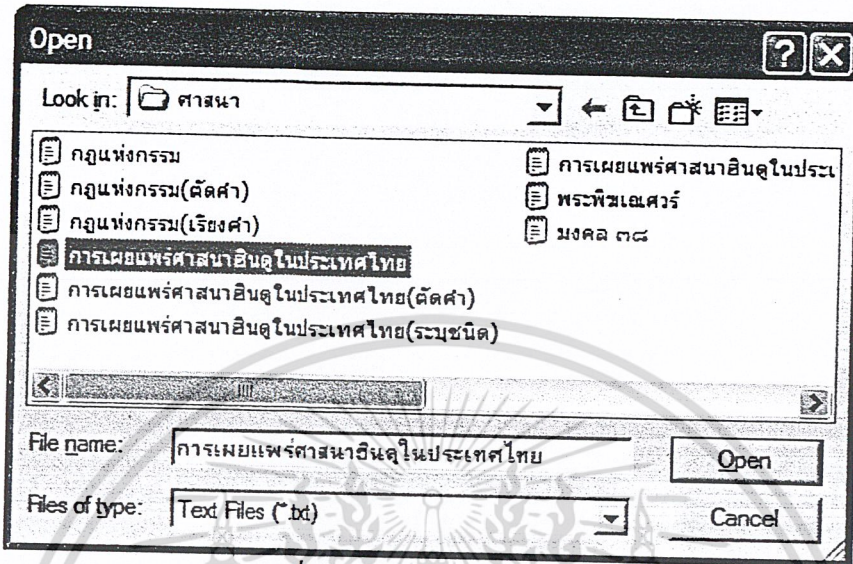 Open
Look in: ศาสนา
กฎแห่งกรรม
กฎแห่งกรรม(ตัดคำ)
กฎแห่งกรรม(เรียงคำ)
การเผยแพร่ศาสนาฮินดูในประเทศไทย
การเผยแพร่ศาสนาฮินดูในประเทศไทย(ตัดคำ)
การเผยแพร่ศาสนาฮินดูในประเทศไทย(ระบุชนิด)
การเผยแพร่ศาสนาฮินดูในประเ
พระพิฆเณศวร์
มงคล ๓๘
File name: การเผยแพร่ศาสนาฮินดูในประเทศไทย
Open
Files of type: Text Files (*.txt)
Cancel